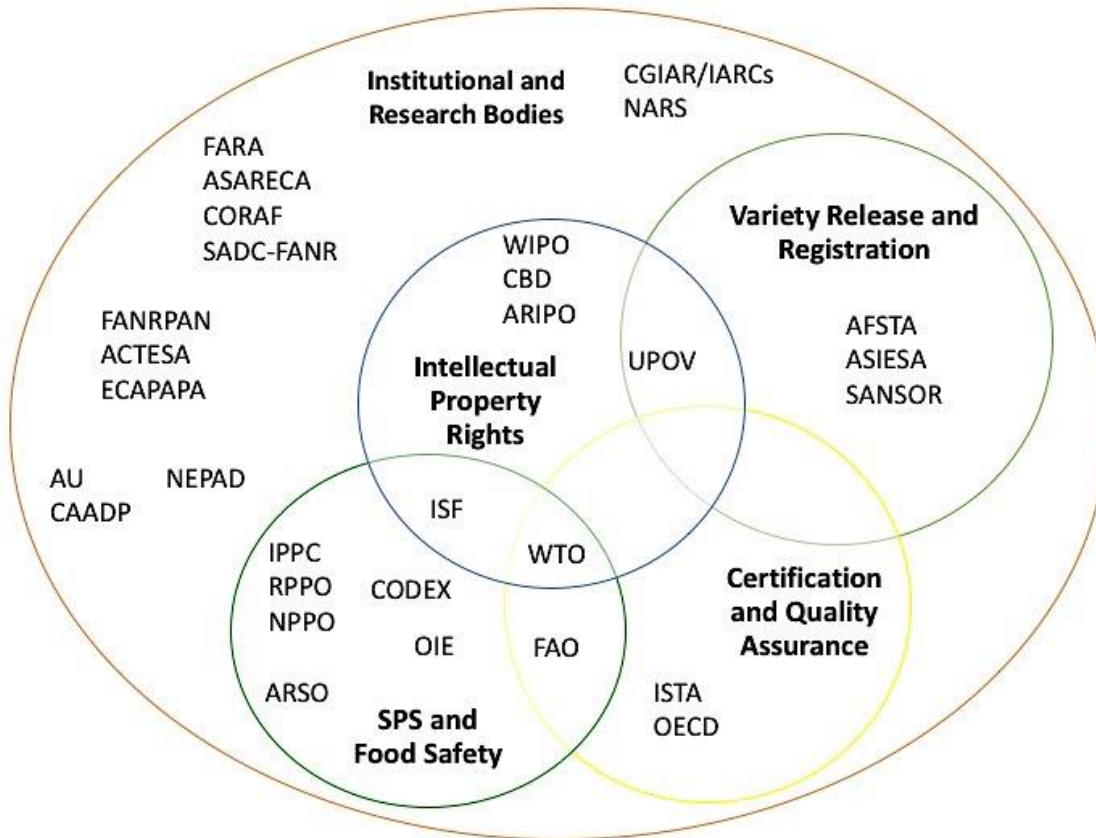 Institutional and
Research Bodies
CGIAR/IARCs
NARS
FARA
ASARECA
CORAF
SADC-FANR
Variety Release and
Registration
WIPO
CBD
ARIPO
FANRPAN
ACTESA
ECAPAPA
AFSTA
ASIESA
SANSOR
UPOV
Intellectual
Property
Rights
AU
CAADP
NEPAD
ISF
WTO
IPPC
RPPO
NPPO
CODEX
OIE
FAO
ARSO
Certification
and Quality
Assurance
ISTA
OECD
SPS and
Food Safety